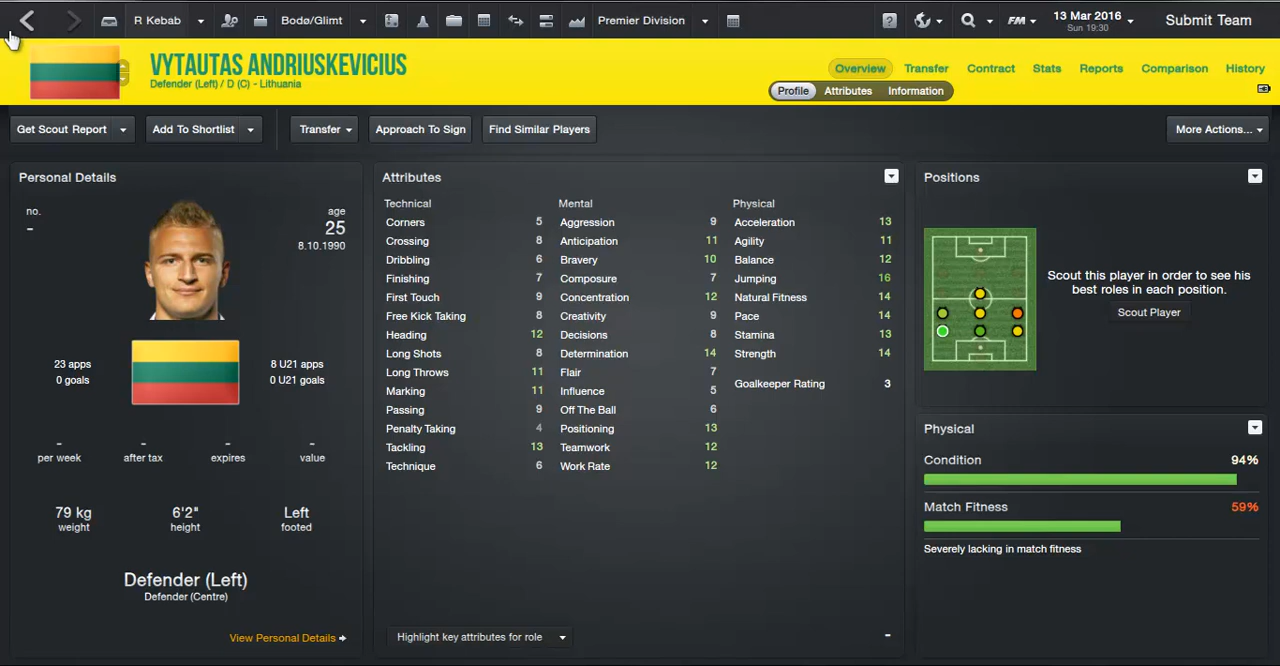 R Kebab
Bodø/Glimt
Premier Division
?
FM
13 Mar 2016
Sun 19:30
Submit Team
VYTAUTAS ANDRIUSKEVICIUS
Defender (Left) / D (C) - Lithuania
Overview Transfer Contract Stats Reports Comparison History
Profile Attributes Information
Get Scout Report
Add To Shortlist
Transfer
Approach To Sign
Find Similar Players
More Actions...
Personal Details
no.
-
age
25
8.10.1990
23 apps
0 goals
8 U21 apps
0 U21 goals
- per week
- after tax
- expires
- value
79 kg
weight
6'2"
height
Left
footed
Defender (Left)
Defender (Centre)
View Personal Details
Attributes
Technical
Corners 5
Crossing 8
Dribbling 6
Finishing 7
First Touch 9
Free Kick Taking 8
Heading 12
Long Shots 8
Long Throws 11
Marking 11
Passing 9
Penalty Taking 4
Tackling 13
Technique 6
Mental
Aggression 9
Anticipation 11
Bravery 10
Composure 7
Concentration 12
Creativity 9
Decisions 8
Determination 14
Flair 7
Influence 5
Off The Ball 6
Positioning 13
Teamwork 12
Work Rate 12
Physical
Acceleration 13
Agility 11
Balance 12
Jumping 16
Natural Fitness 14
Pace 14
Stamina 13
Strength 14
Goalkeeper Rating 3
Highlight key attributes for role
-
Positions
Scout this player in order to see his
best roles in each position.
Scout Player
Physical
Condition 94%
Match Fitness 59%
Severely lacking in match fitness